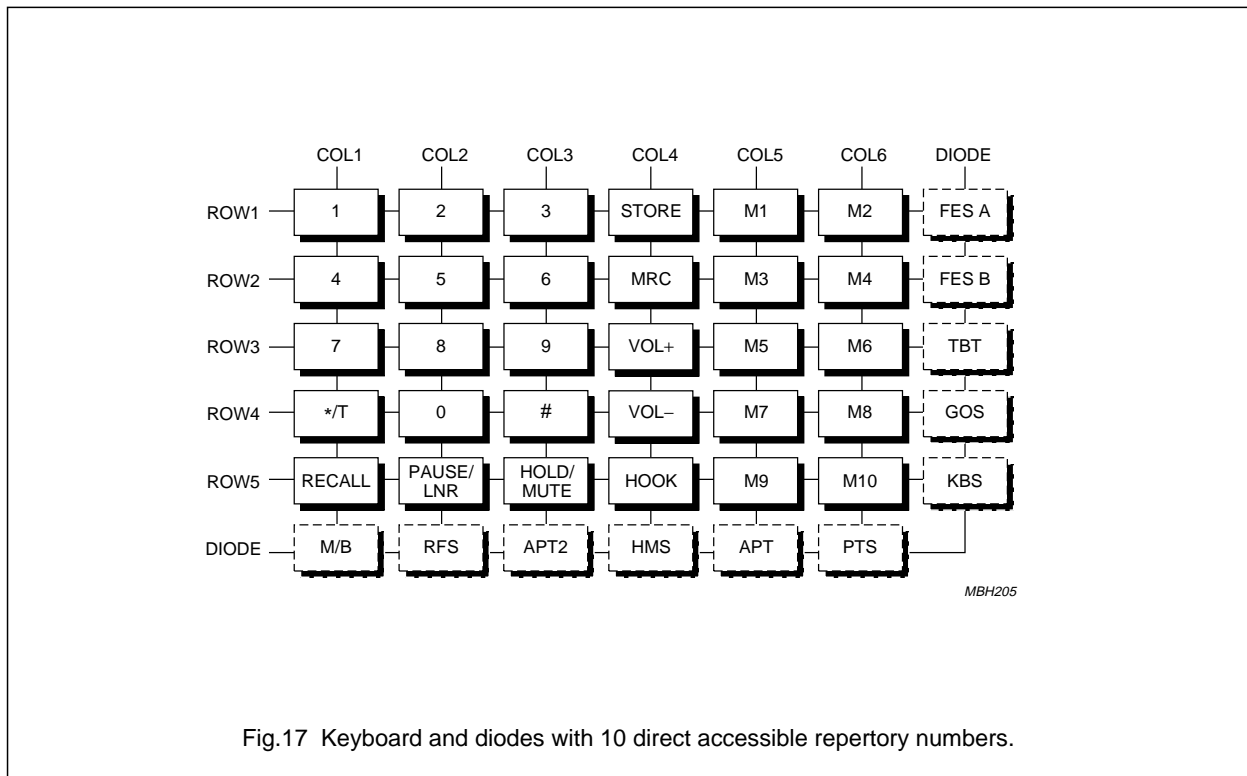 COL1 COL2 COL3 COL4 COL5 COL6 DIODE
ROW1 1 2 3 STORE M1 M2 FES A
ROW2 4 5 6 MRC M3 M4 FES B
ROW3 7 8 9 VOL+ M5 M6 TBT
ROW4 */T 0 # VOL− M7 M8 GOS
ROW5 RECALL PAUSE/ LNR HOLD/ MUTE HOOK M9 M10 KBS
DIODE M/B RFS APT2 HMS APT PTS
MBH205
Fig.17 Keyboard and diodes with 10 direct accessible repertory numbers.